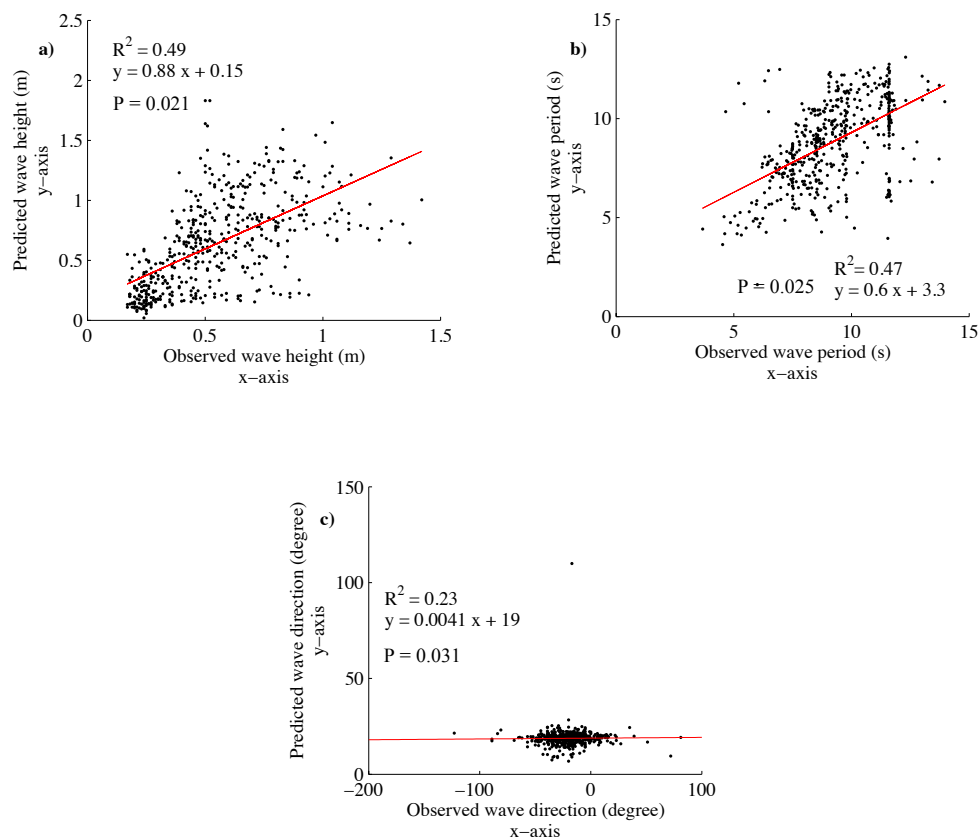 a)
R² = 0.49
y = 0.88 x + 0.15
P = 0.021
2.5
2
1.5
1
0.5
0
Predicted wave height (m)
y−axis
0
0.5
1
1.5
Observed wave height (m)
x−axis
b)
15
10
5
0
Predicted wave period (s)
y−axis
R² = 0.47
P = 0.025
y = 0.6 x + 3.3
0
5
10
15
Observed wave period (s)
x−axis
c)
150
100
50
0
Predicted wave direction (degree)
y−axis
R² = 0.23
y = 0.0041 x + 19
P = 0.031
−200
−100
0
100
Observed wave direction (degree)
x−axis